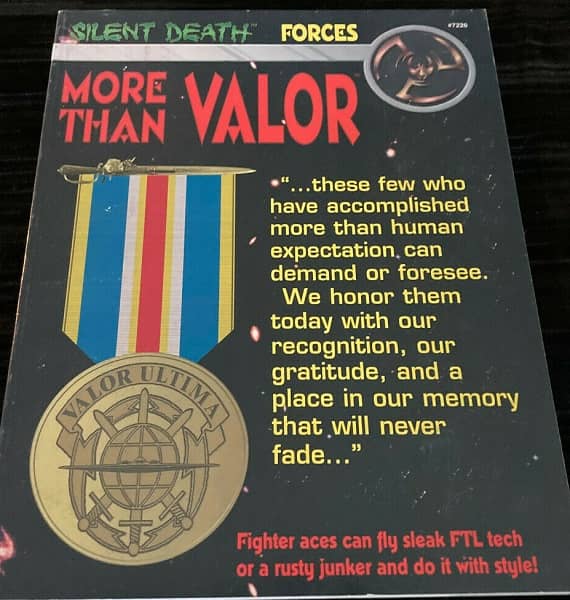 SILENT DEATH™ FORCES
#7226
MORE
THAN VALOR™
"...these few who
have accomplished
more than human
expectation can
demand or foresee.
We honor them
today with our
recognition, our
gratitude, and a
place in our memory
that will never
fade..."
VALOR ULTIMA
Fighter aces can fly sleak FTL tech
or a rusty junker and do it with style!